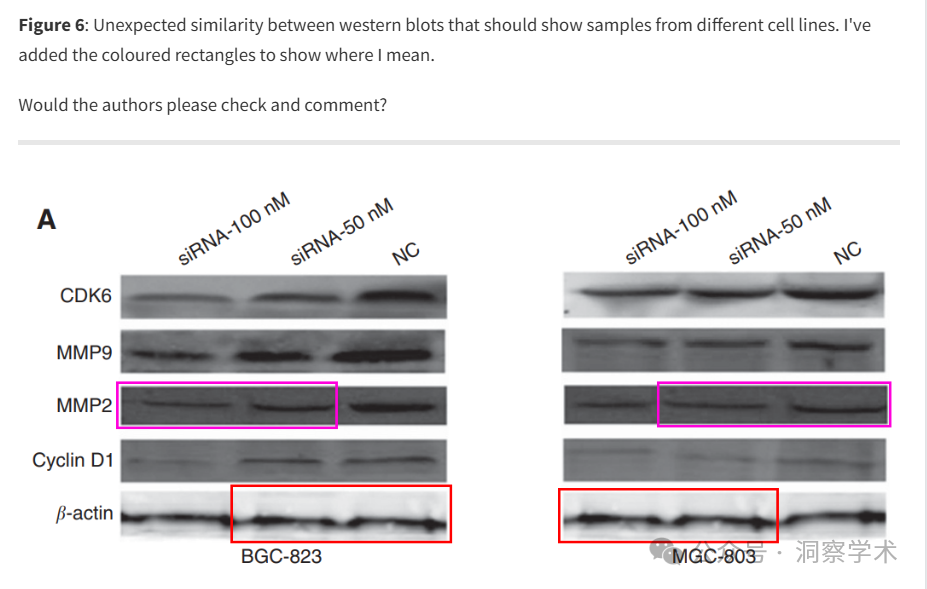 Figure 6: Unexpected similarity between western blots that should show samples from different cell lines. I've
added the coloured rectangles to show where I mean.
Would the authors please check and comment?
A
siRNA-100 nM
siRNA-50 nM
NC
siRNA-100 nM
siRNA-50 nM
NC
CDK6
MMP9
MMP2
Cyclin D1
β-actin
BGC-823
MGC-803
公众号 · 洞察学术